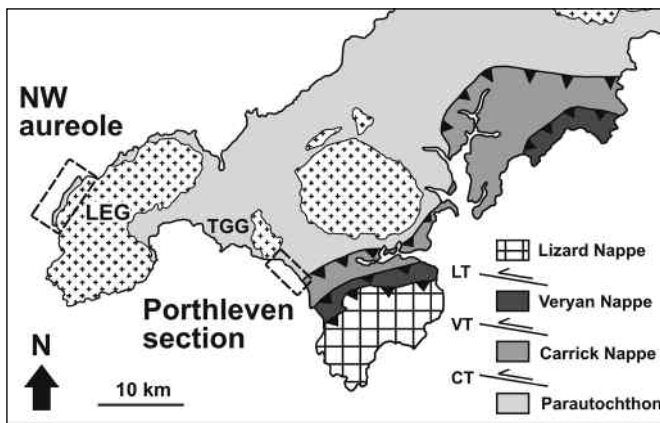 NW
aureole
LEG
TGG
Porthleven
section
N
10 km
Lizard Nappe
LT
Veryan Nappe
VT
Carrick Nappe
CT
Parautochthon